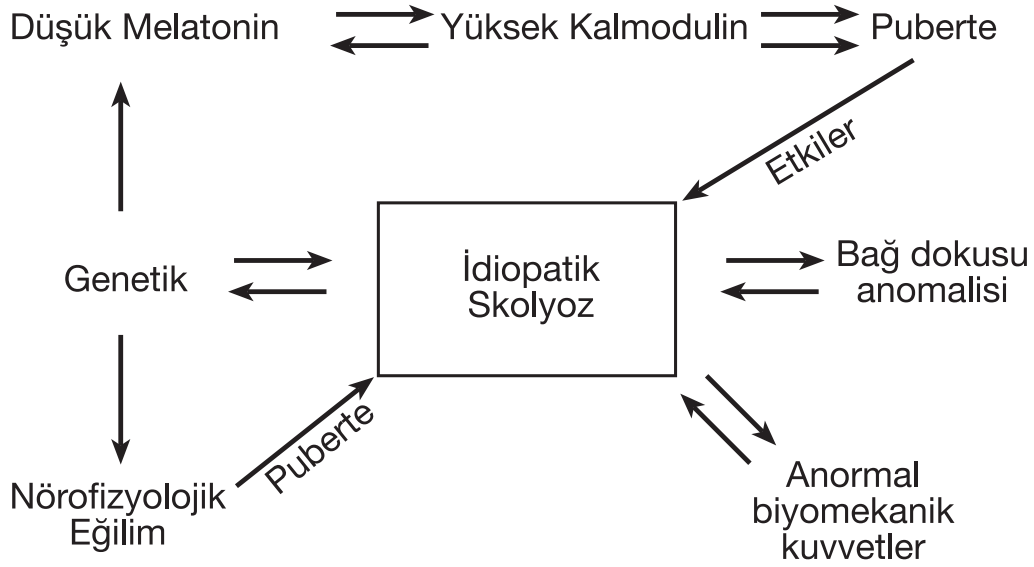 Düşük Melatonin
Yüksek Kalmodulin
Puberte
Etkiler
Genetik
İdiopatik
Skolyoz
Bağ dokusu
anomalisi
Puberte
Nörofizyolojik
Eğilim
Anormal
biyomekanik
kuvvetler